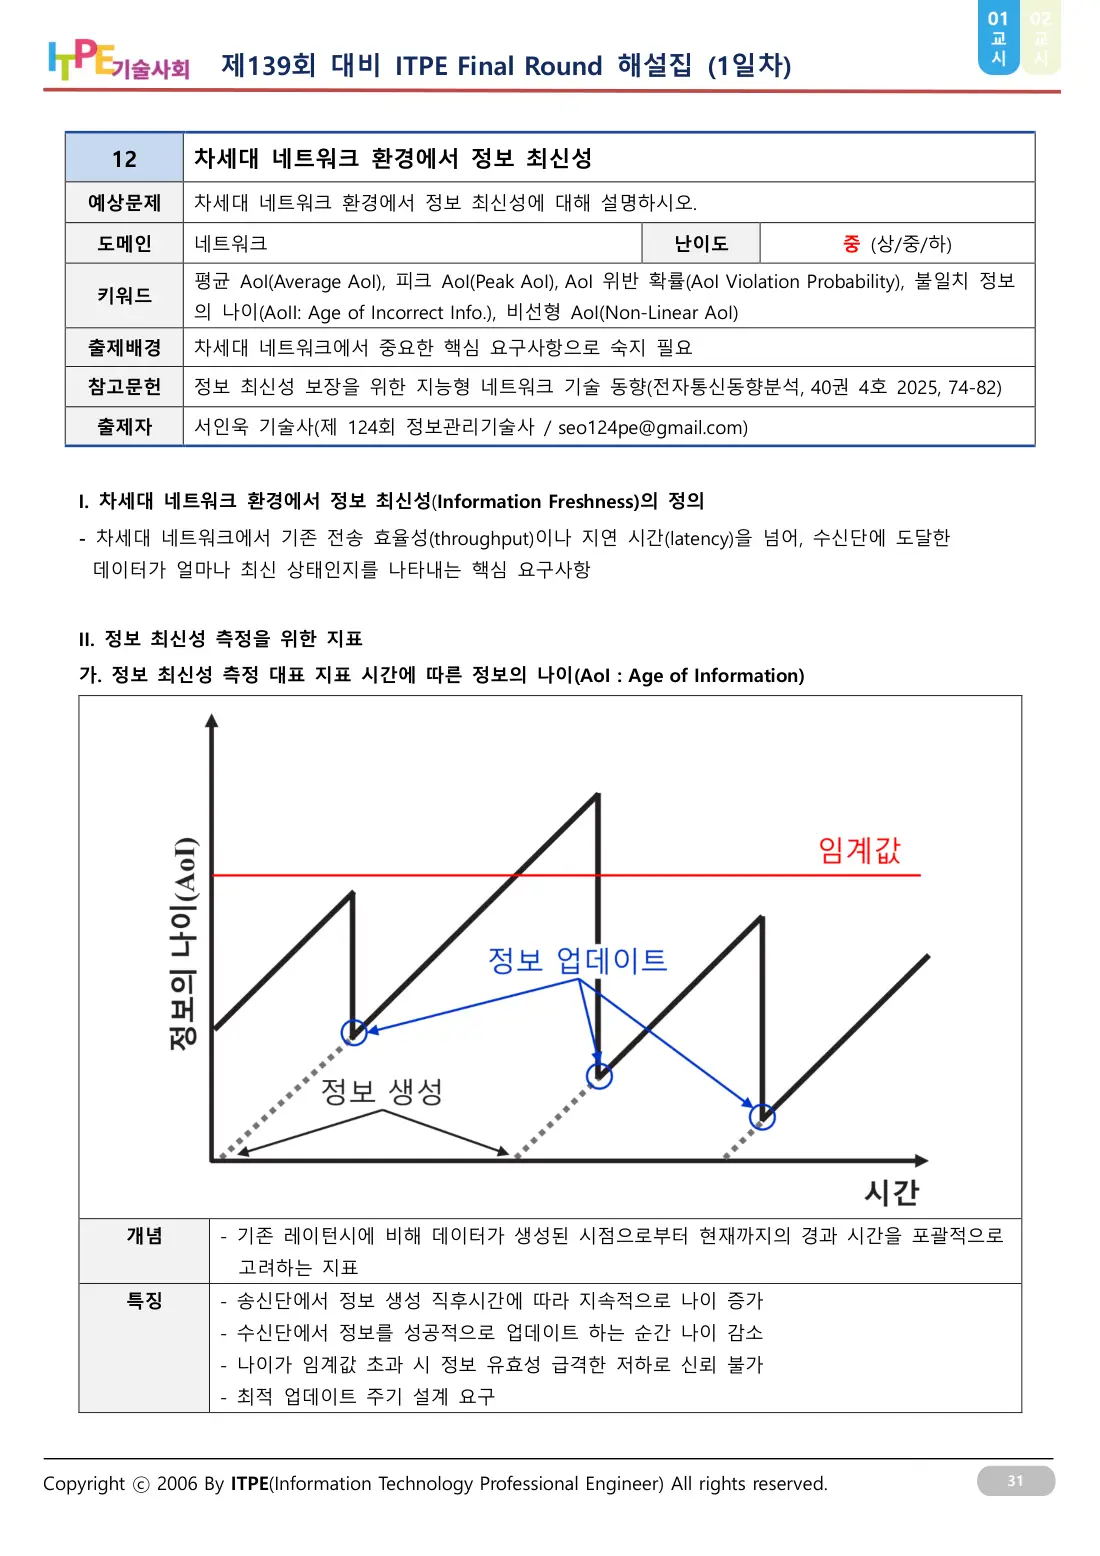 ITPE기술사회 제139회 대비 ITPE Final Round 해설집 (1일차)
01 교시
02 교시
12 차세대 네트워크 환경에서 정보 최신성
예상문제 차세대 네트워크 환경에서 정보 최신성에 대해 설명하시오.
도메인 네트워크 난이도 중 (상/중/하)
키워드 평균 AoI(Average AoI), 피크 AoI(Peak AoI), AoI 위반 확률(AoI Violation Probability), 불일치 정보
의 나이(AoII: Age of Incorrect Info.), 비선형 AoI(Non-Linear AoI)
출제배경 차세대 네트워크에서 중요한 핵심 요구사항으로 숙지 필요
참고문헌 정보 최신성 보장을 위한 지능형 네트워크 기술 동향(전자통신동향분석, 40권 4호 2025, 74-82)
출제자 서인욱 기술사(제 124회 정보관리기술사 / seo124pe@gmail.com)
I. 차세대 네트워크 환경에서 정보 최신성(Information Freshness)의 정의
- 차세대 네트워크에서 기존 전송 효율성(throughput)이나 지연 시간(latency)을 넘어, 수신단에 도달한
데이터가 얼마나 최신 상태인지를 나타내는 핵심 요구사항
II. 정보 최신성 측정을 위한 지표
가. 정보 최신성 측정 대표 지표 시간에 따른 정보의 나이(AoI : Age of Information)
정보의 나이(AoI)
임계값
정보 업데이트
정보 생성
시간
개념 - 기존 레이턴시에 비해 데이터가 생성된 시점으로부터 현재까지의 경과 시간을 포괄적으로
고려하는 지표
특징 - 송신단에서 정보 생성 직후시간에 따라 지속적으로 나이 증가
- 수신단에서 정보를 성공적으로 업데이트 하는 순간 나이 감소
- 나이가 임계값 초과 시 정보 유효성 급격한 저하로 신뢰 불가
- 최적 업데이트 주기 설계 요구
Copyright ⓒ 2006 By ITPE(Information Technology Professional Engineer) All rights reserved.
31